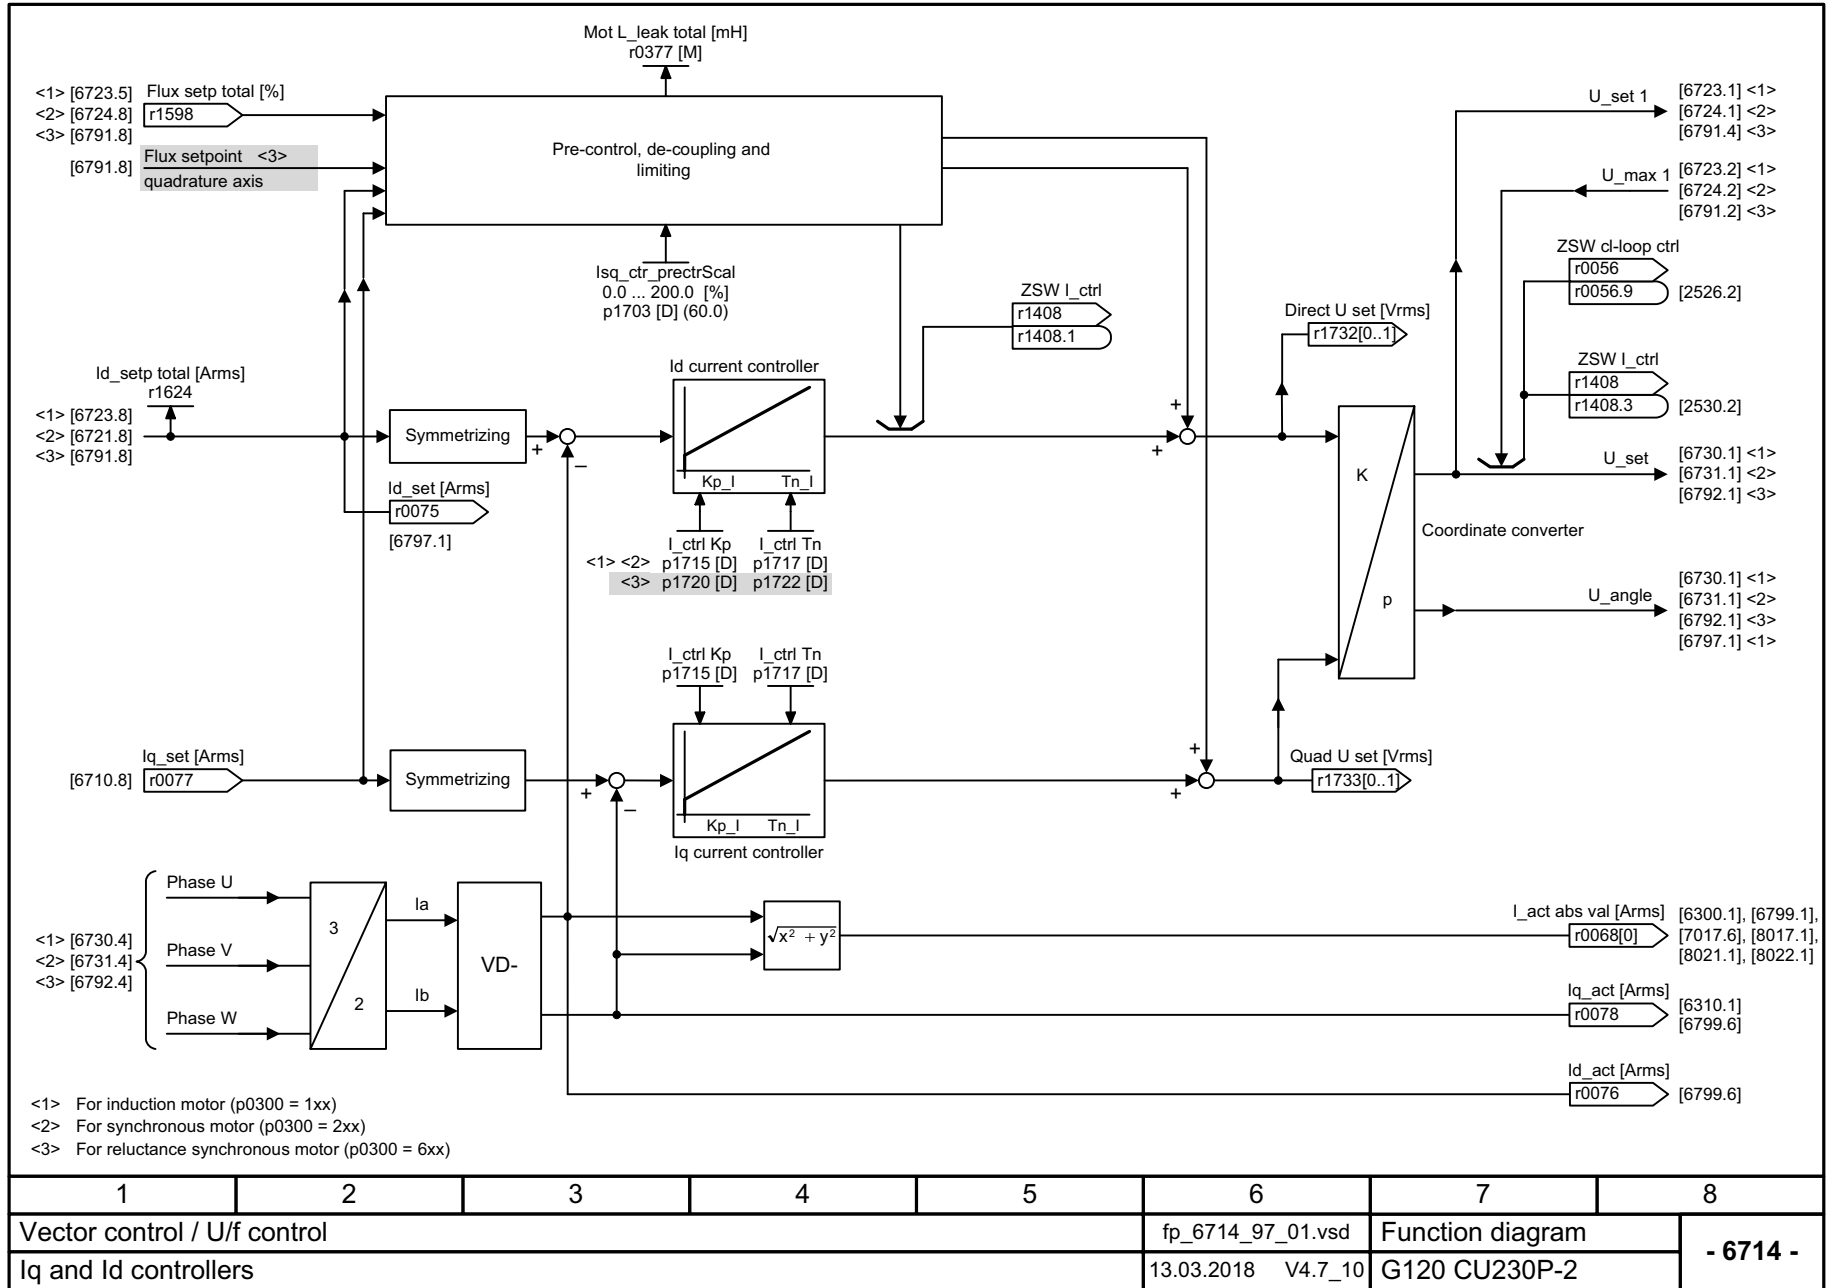 Mot L_leak total [mH]
r0377 [M]
<1> [6723.5]
<2> [6724.8]
<3> [6791.8]
Flux setp total [%]
r1598
[6791.8]
Flux setpoint <3>
quadrature axis
Pre-control, de-coupling and
limiting
U_set 1
[6723.1] <1>
[6724.1] <2>
[6791.4] <3>
U_max 1
[6723.2] <1>
[6724.2] <2>
[6791.2] <3>
ZSW cl-loop ctrl
r0056
r0056.9
[2526.2]
Isq_ctr_prectrScal
0.0 ... 200.0 [%]
p1703 [D] (60.0)
ZSW I_ctrl
r1408
r1408.1
Direct U set [Vrms]
r1732[0..1]
ZSW I_ctrl
r1408
r1408.3
[2530.2]
Id_setp total [Arms]
r1624
<1> [6723.8]
<2> [6721.8]
<3> [6791.8]
Symmetrizing
+
–
Id current controller
Kp_I
Tn_I
+
+
K
p
U_set
[6730.1] <1>
[6731.1] <2>
[6792.1] <3>
Id_set [Arms]
r0075
[6797.1]
I_ctrl Kp
I_ctrl Tn
<1> <2> p1715 [D] p1717 [D]
<3> p1720 [D] p1722 [D]
Coordinate converter
U_angle
[6730.1] <1>
[6731.1] <2>
[6792.1] <3>
[6797.1] <1>
I_ctrl Kp
p1715 [D]
I_ctrl Tn
p1717 [D]
[6710.8]
Iq_set [Arms]
r0077
Symmetrizing
+
–
Kp_I
Tn_I
Iq current controller
+
+
Quad U set [Vrms]
r1733[0..1]
<1> [6730.4]
<2> [6731.4]
<3> [6792.4]
Phase U
Phase V
Phase W
3
2
Ia
Ib
VD-
√x² + y²
I_act abs val [Arms]
r0068[0]
[6300.1], [6799.1],
[7017.6], [8017.1],
[8021.1], [8022.1]
Iq_act [Arms]
r0078
[6310.1]
[6799.6]
Id_act [Arms]
r0076
[6799.6]
<1> For induction motor (p0300 = 1xx)
<2> For synchronous motor (p0300 = 2xx)
<3> For reluctance synchronous motor (p0300 = 6xx)
1 2 3 4 5 6 7 8
Vector control / U/f control
fp_6714_97_01.vsd
Function diagram
- 6714 -
Iq and Id controllers
13.03.2018 V4.7_10
G120 CU230P-2